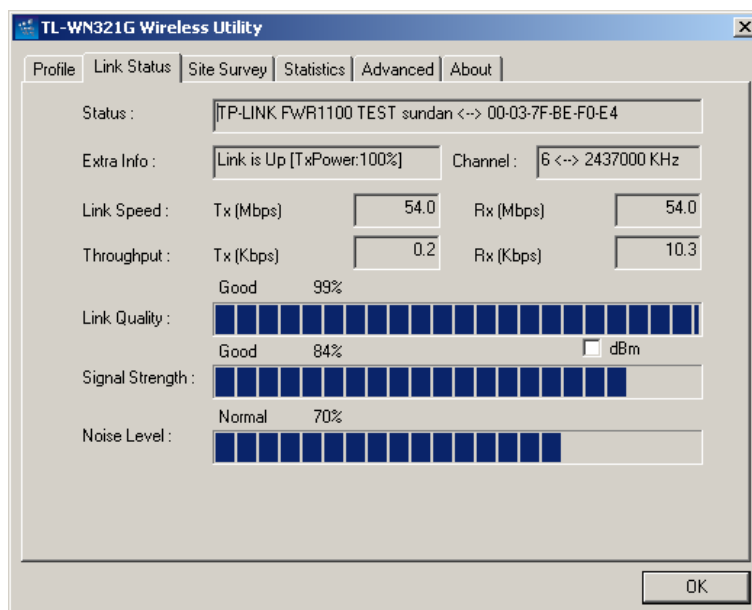 TL-WN321G Wireless Utility
Profile Link Status Site Survey Statistics Advanced About
Status : TP-LINK FWR1100 TEST sundan <--> 00-03-7F-BE-F0-E4
Extra Info : Link is Up [TxPower:100%] Channel : 6 <--> 2437000 KHz
Link Speed : Tx (Mbps) 54.0 Rx (Mbps) 54.0
Throughput : Tx (Kbps) 0.2 Rx (Kbps) 10.3
Good 99%
Link Quality :
Good 84% dBm
Signal Strength :
Normal 70%
Noise Level :
OK